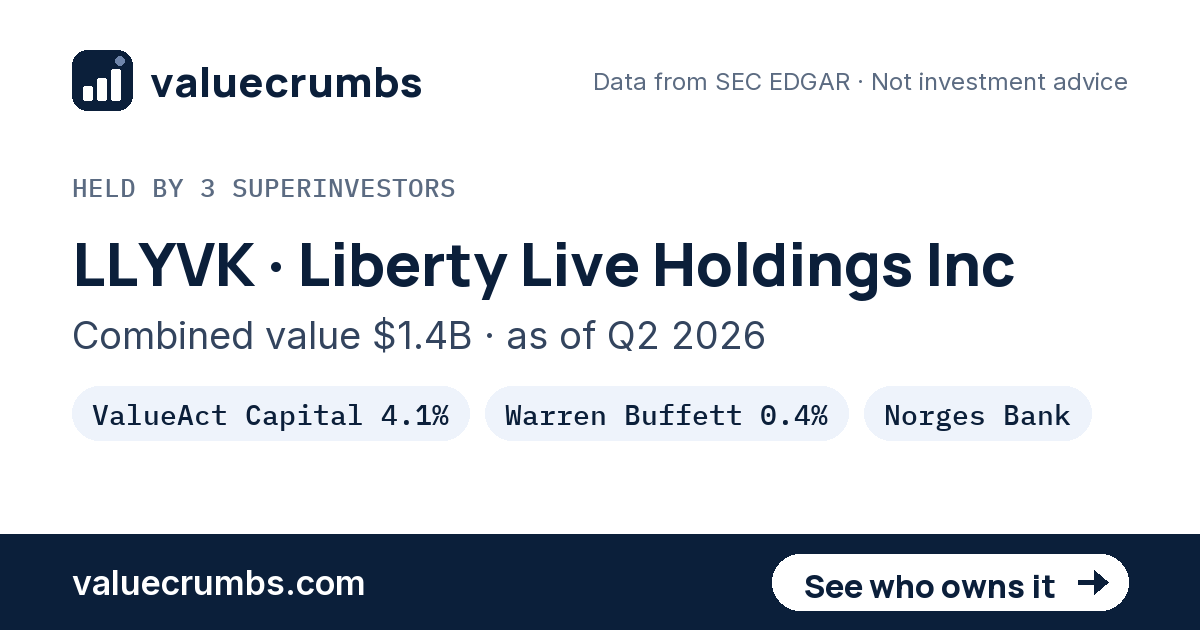 valuecrumbs
Data from SEC EDGAR · Not investment advice
HELD BY 3 SUPERINVESTORS
LLYVK · Liberty Live Holdings Inc
Combined value $1.4B · as of Q2 2026
ValueAct Capital 4.1%
Warren Buffett 0.4%
Norges Bank
valuecrumbs.com
See who owns it →